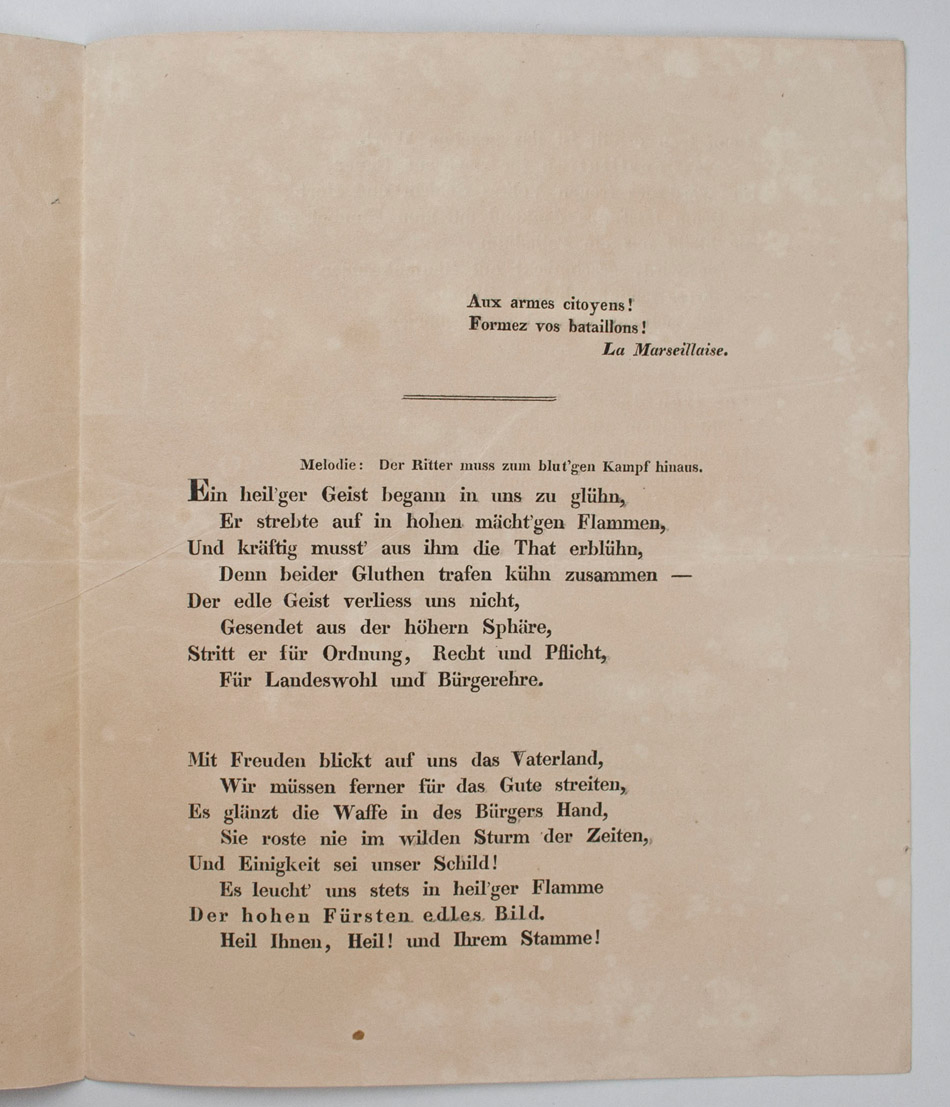 Aux armes citoyens!
Formez vos bataillons!
La Marseillaise.
Melodie: Der Ritter muss zum blut'gen Kampf hinaus.
Ein heil'ger Geist begann in uns zu glühn,
Er strebte auf in hohen mächt'gen Flammen,
Und kräftig musst' aus ihm die That erblühn,
Denn beider Gluthen trafen kühn zusammen —
Der edle Geist verliess uns nicht,
Gesendet aus der höhern Sphäre,
Stritt er für Ordnung, Recht und Pflicht,
Für Landeswohl und Bürgerehre.
Mit Freuden blickt auf uns das Vaterland,
Wir müssen ferner für das Gute streiten,
Es glänzt die Waffe in des Bürgers Hand,
Sie roste nie im wilden Sturm der Zeiten,
Und Einigkeit sei unser Schild!
Es leucht' uns stets in heil'ger Flamme
Der hohen Fürsten edles Bild.
Heil Ihnen, Heil! und Ihrem Stamme!